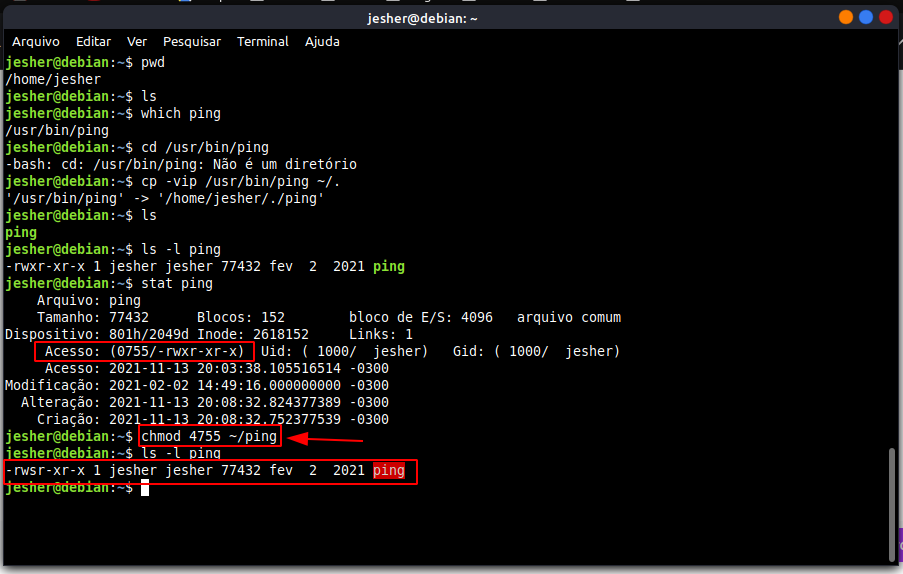 jesher@debian: ~
Arquivo Editar Ver Pesquisar Terminal Ajuda
jesher@debian:~$ pwd
/home/jesher
jesher@debian:~$ ls
jesher@debian:~$ which ping
/usr/bin/ping
jesher@debian:~$ cd /usr/bin/ping
-bash: cd: /usr/bin/ping: Não é um diretório
jesher@debian:~$ cp -vip /usr/bin/ping ~/.
'/usr/bin/ping' -> '/home/jesher/./ping'
jesher@debian:~$ ls
ping
jesher@debian:~$ ls -l ping
-rwxr-xr-x 1 jesher jesher 77432 fev  2  2021 ping
jesher@debian:~$ stat ping
    Arquivo: ping
    Tamanho: 77432     	Blocos: 152        bloco de E/S: 4096   arquivo comum
Dispositivo: 801h/2049d	Inode: 2618152     Links: 1
     Acesso: (0755/-rwxr-xr-x)  Uid: ( 1000/  jesher)   Gid: ( 1000/  jesher)
     Acesso: 2021-11-13 20:03:38.105516514 -0300
Modificação: 2021-02-02 14:49:16.000000000 -0300
  Alteração: 2021-11-13 20:08:32.824377389 -0300
    Criação: 2021-11-13 20:08:32.752377539 -0300
jesher@debian:~$ chmod 4755 ~/ping
jesher@debian:~$ ls -l ping
-rwsr-xr-x 1 jesher jesher 77432 fev  2  2021 ping
jesher@debian:~$